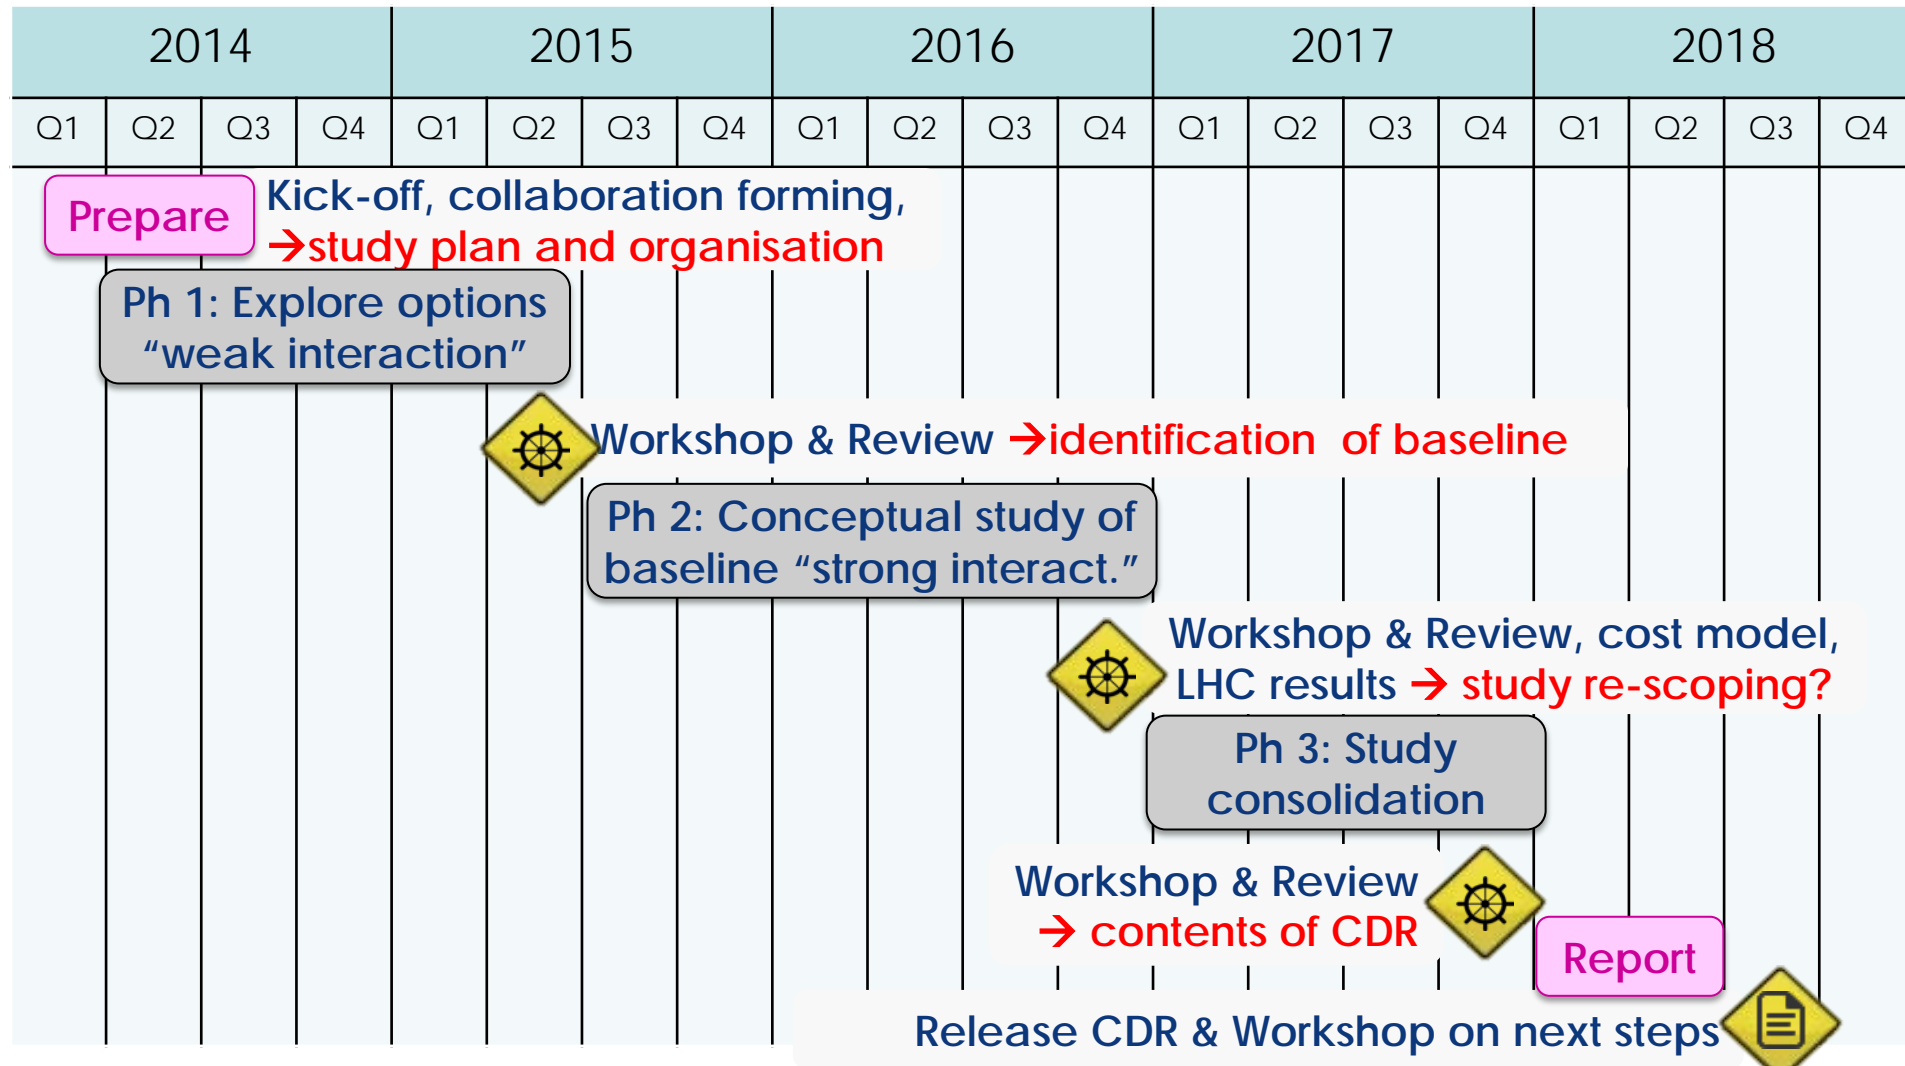 2014 2015 2016 2017 2018
Q1 Q2 Q3 Q4 Q1 Q2 Q3 Q4 Q1 Q2 Q3 Q4 Q1 Q2 Q3 Q4 Q1 Q2 Q3 Q4
Prepare
Kick-off, collaboration forming,
→study plan and organisation
Ph 1: Explore options
“weak interaction”
Workshop & Review →identification of baseline
Ph 2: Conceptual study of
baseline “strong interact.”
Workshop & Review, cost model,
LHC results → study re-scoping?
Ph 3: Study
consolidation
Workshop & Review
→ contents of CDR
Report
Release CDR & Workshop on next steps